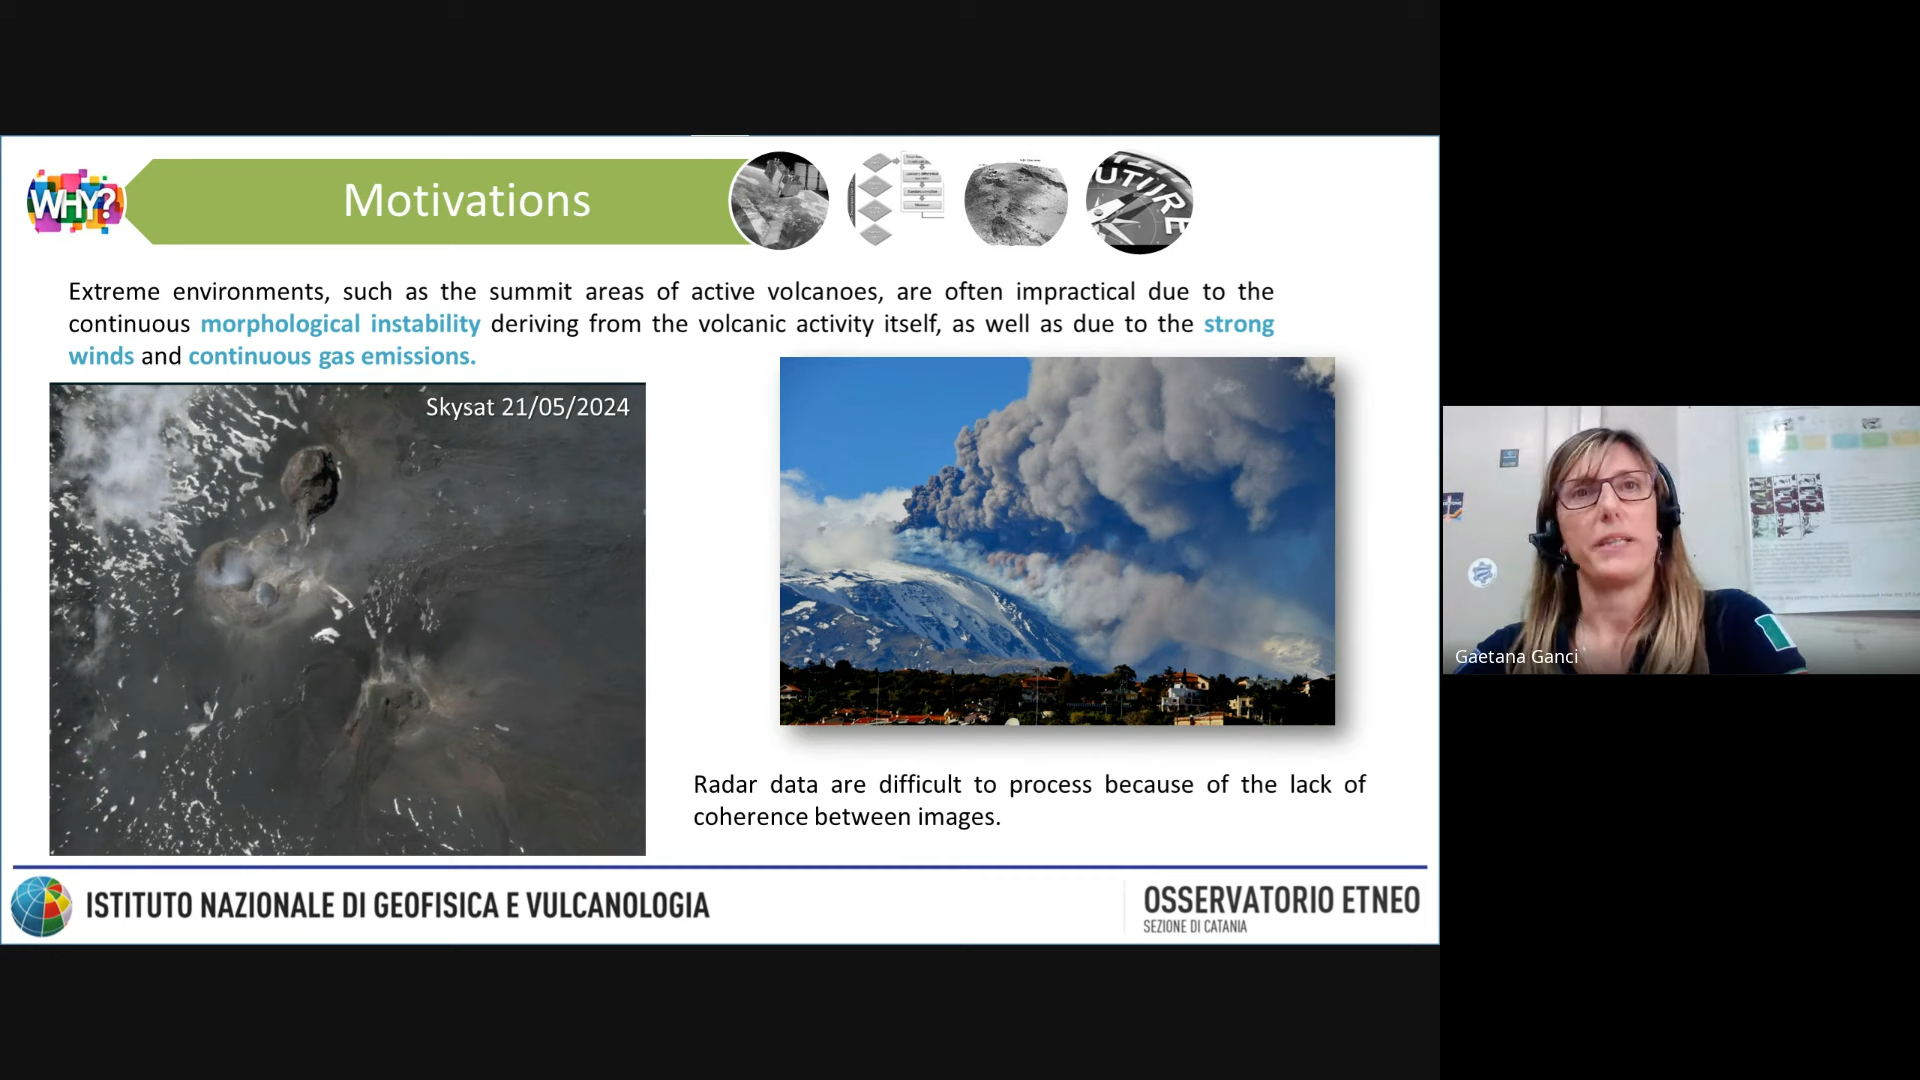 WHY?
Motivations
UTURE
Extreme environments, such as the summit areas of active volcanoes, are often impractical due to the
continuous morphological instability deriving from the volcanic activity itself, as well as due to the strong
winds and continuous gas emissions.
Skysat 21/05/2024
Gaetana Ganci
Radar data are difficult to process because of the lack of
coherence between images.
ISTITUTO NAZIONALE DI GEOFISICA E VULCANOLOGIA
OSSERVATORIO ETNEO
SEZIONE DI CATANIA